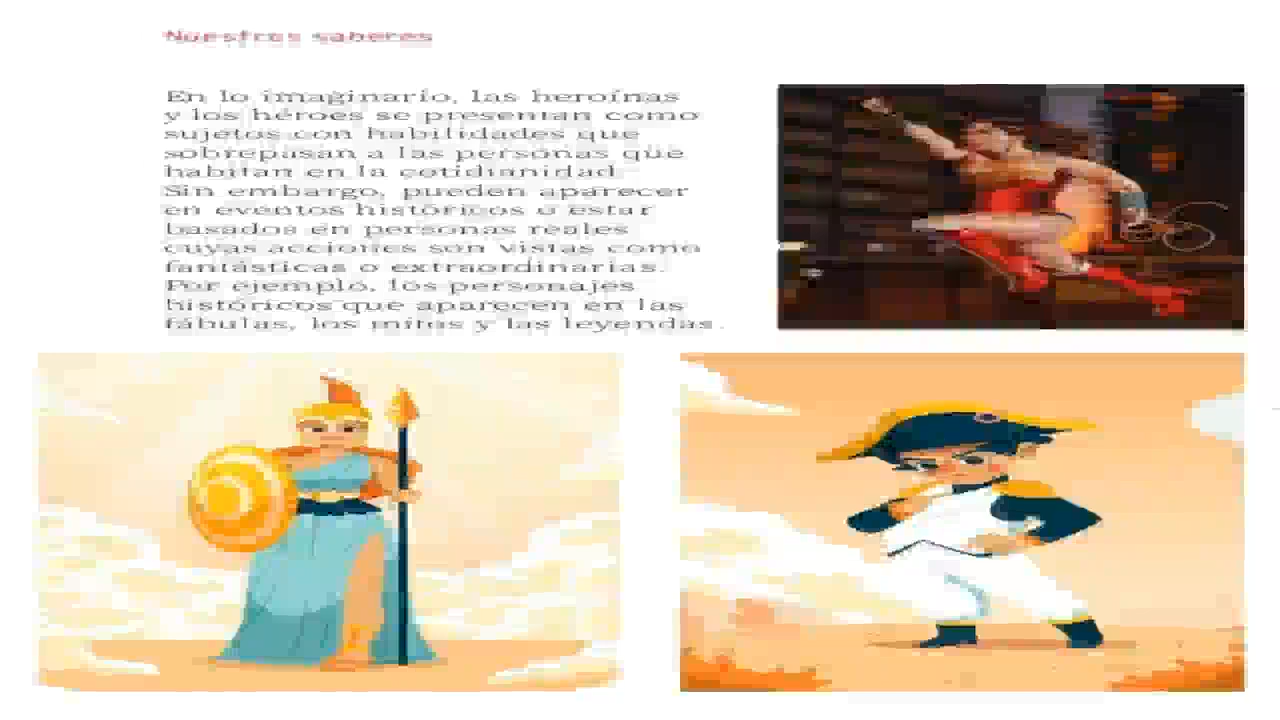 Nuestros saberes
En lo imaginario, las heroínas
y los héroes se presentan como
sujetos con habilidades que
sobrepasan a las personas que
habitan en la cotidianidad.
Sin embargo, pueden aparecer
en eventos históricos o estar
basados en personas reales
cuyas acciones son vistas como
fantásticas o extraordinarias.
Por ejemplo, los personajes
históricos que aparecen en las
fábulas, los mitos y las leyendas.